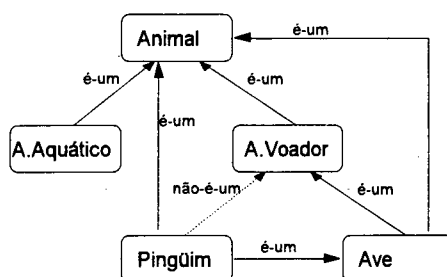 Animal
é-um
é-um
é-um
é-um
A.Aquático
A.Voador
não-é-um
é-um
Pingüim
é-um
Ave